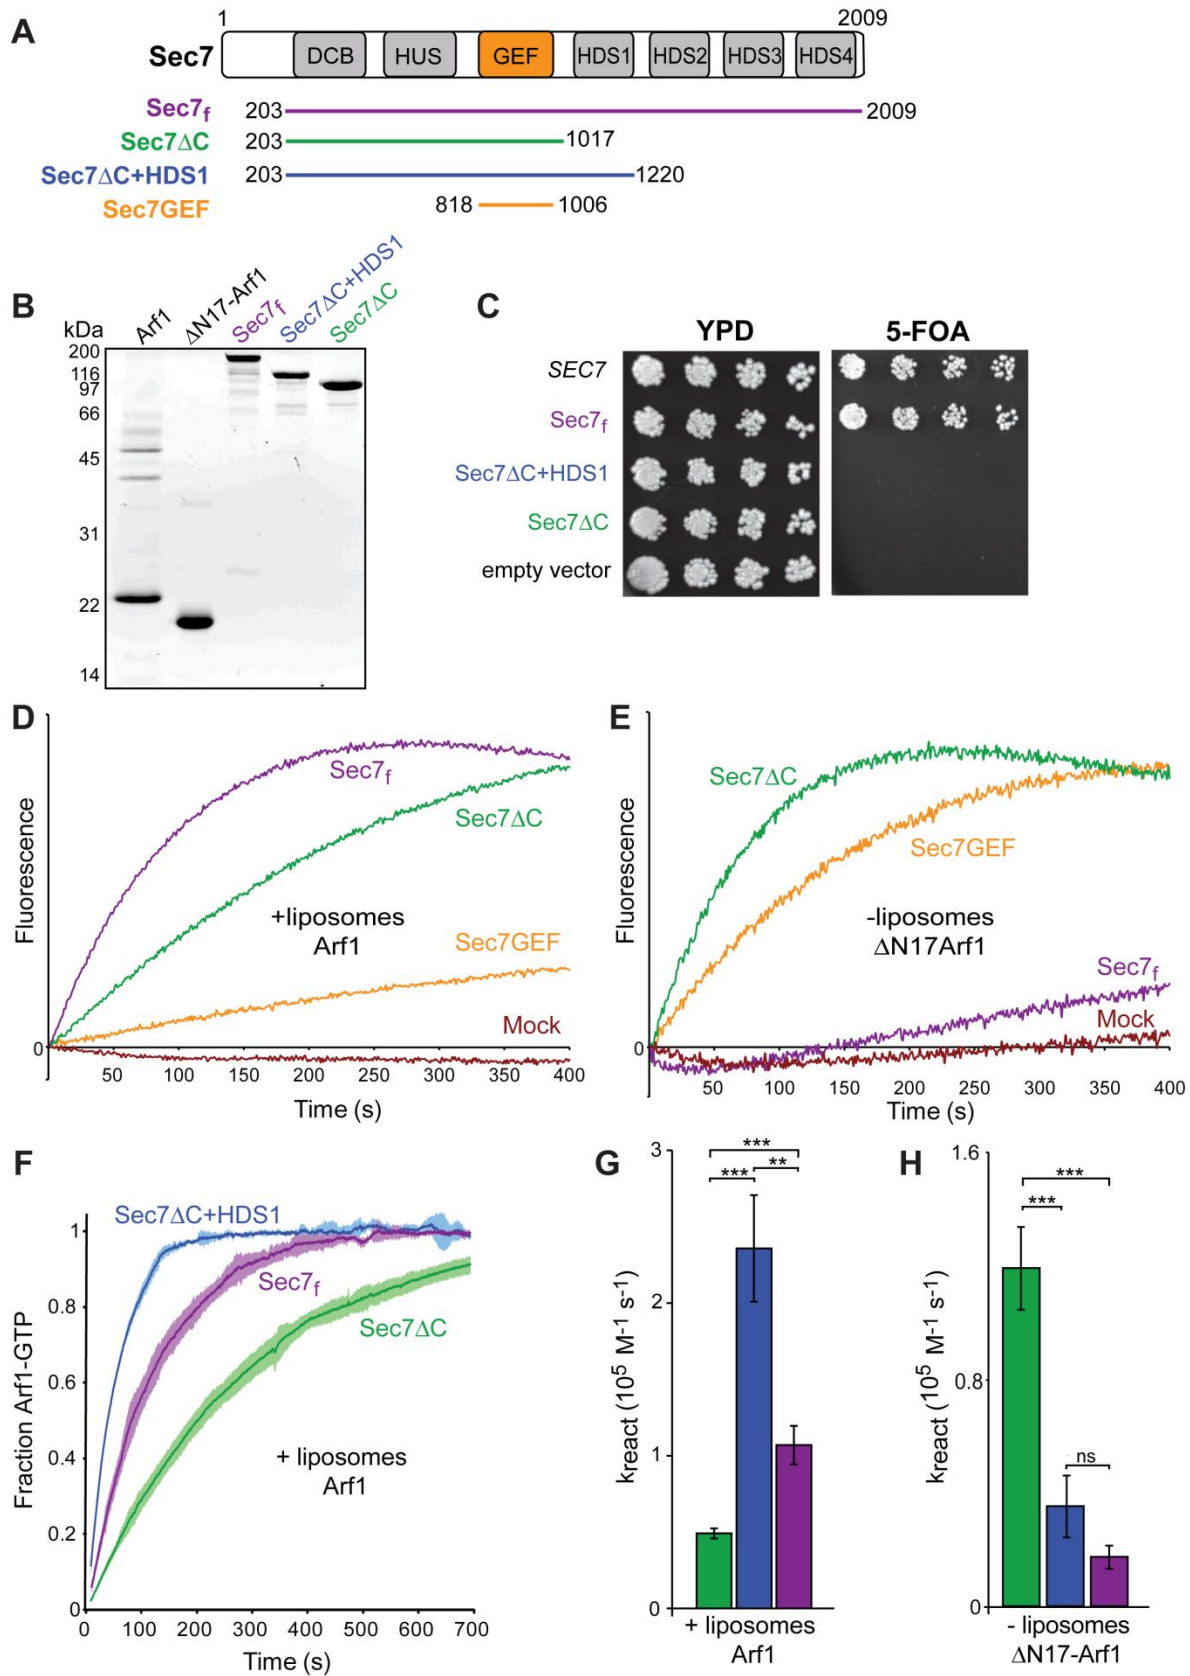 A
1 2009
Sec7 DCB HUS GEF HDS1 HDS2 HDS3 HDS4
Sec7f 203 2009
Sec7ΔC 203 1017
Sec7ΔC+HDS1 203 1220
Sec7GEF 818 1006
B
kDa Arf1 ΔN17-Arf1 Sec7f Sec7ΔC+HDS1 Sec7ΔC
200
116
97
66
45
31
22
14
C
YPD 5-FOA
SEC7
Sec7f
Sec7ΔC+HDS1
Sec7ΔC
empty vector
D
Fluorescence
Sec7f
Sec7ΔC
+liposomes
Arf1
Sec7GEF
Mock
0
50 100 150 200 250 300 350 400
Time (s)
E
Fluorescence
Sec7ΔC
Sec7GEF
-liposomes
ΔN17Arf1
Sec7f
Mock
0
50 100 150 200 250 300 350 400
Time (s)
F
Fraction Arf1-GTP
Sec7ΔC+HDS1
Sec7f
Sec7ΔC
+ liposomes
Arf1
1
0.8
0.6
0.4
0.2
0
0 100 200 300 400 500 600 700
Time (s)
G
kreact (10⁵ M⁻¹ s⁻¹)
3
2
1
0
***
*** **
+ liposomes
Arf1
H
kreact (10⁵ M⁻¹ s⁻¹)
1.6
0.8
0
***
***
ns
- liposomes
ΔN17-Arf1